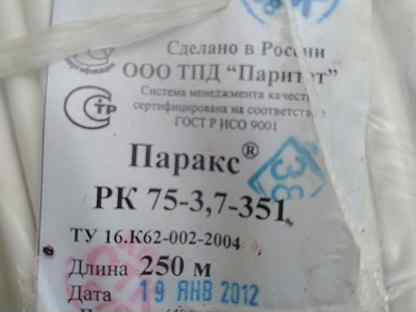 Сделано в России
ООО ТПД “Паритет”
Система менеджмента качест
сертифицирована на соответств
ГОСТ Р ИСО 9001
Паракс®
РК 75-3,7-351
ТУ 16.К62-002-2004
Длина 250 м
Дата 19 ЯНВ 2012